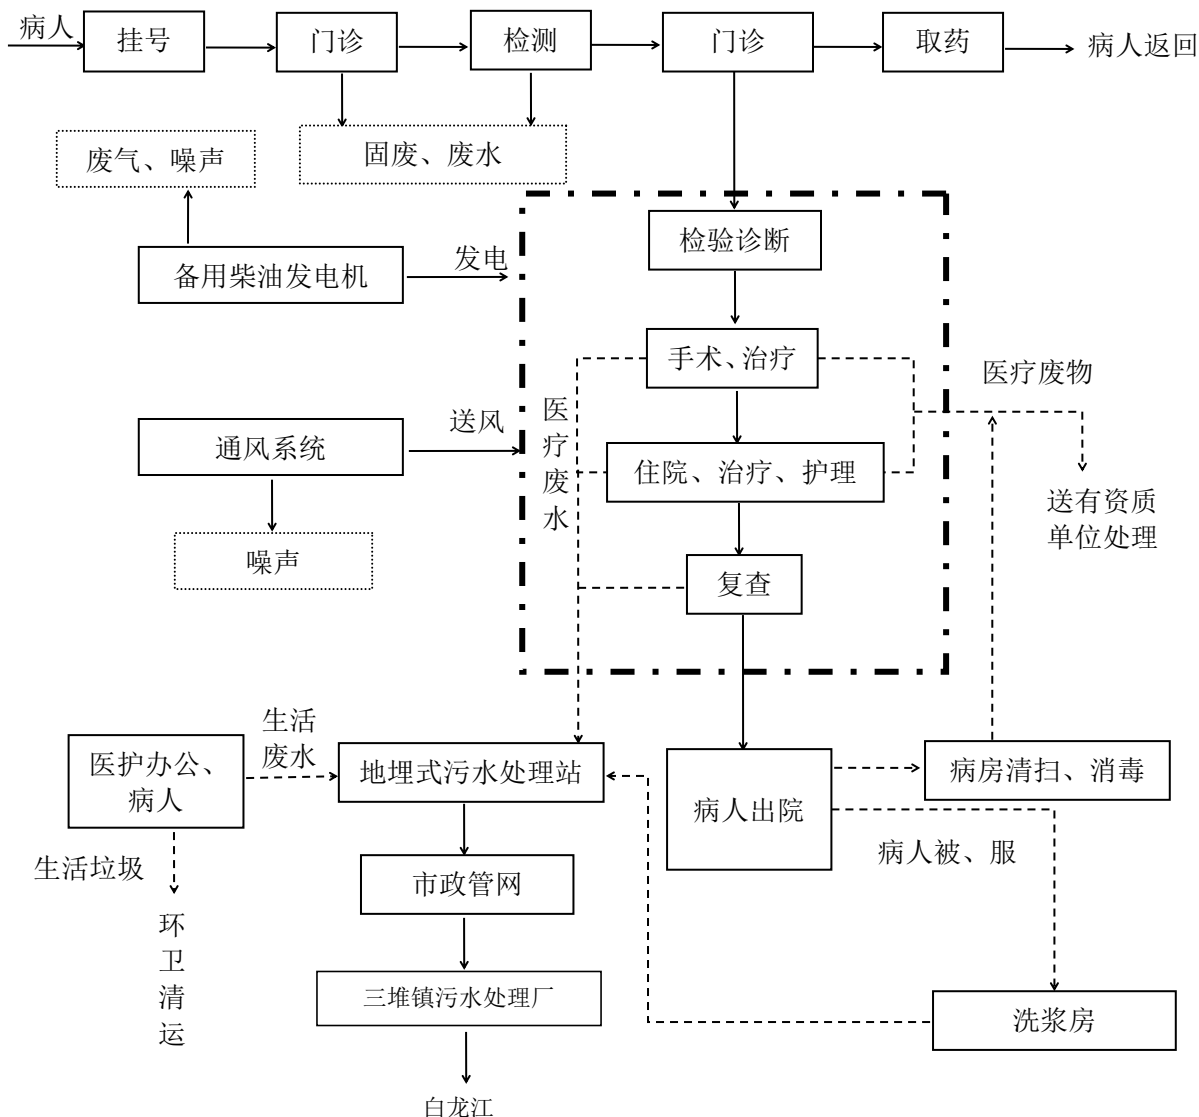 病人
挂号
门诊
检测
门诊
取药
病人返回
废气、噪声
固废、废水
检验诊断
备用柴油发电机
发电
手术、治疗
医疗废物
医疗废水
通风系统
送风
住院、治疗、护理
送有资质
单位处理
噪声
复查
生活
废水
医护办公、
病人
地埋式污水处理站
病人出院
病房清扫、消毒
生活垃圾
市政管网
病人被、服
环卫清运
三堆镇污水处理厂
洗浆房
白龙江